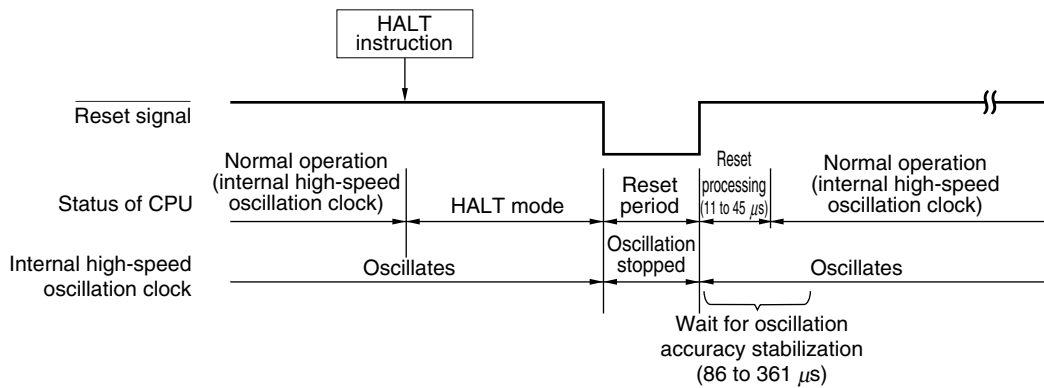 HALT
instruction
Reset signal
Normal operation
(internal high-speed
oscillation clock)
Status of CPU
HALT mode
Reset
period
Reset
processing
(11 to 45 μs)
Normal operation
(internal high-speed
oscillation clock)
Internal high-speed
oscillation clock
Oscillates
Oscillation
stopped
Oscillates
Wait for oscillation
accuracy stabilization
(86 to 361 μs)